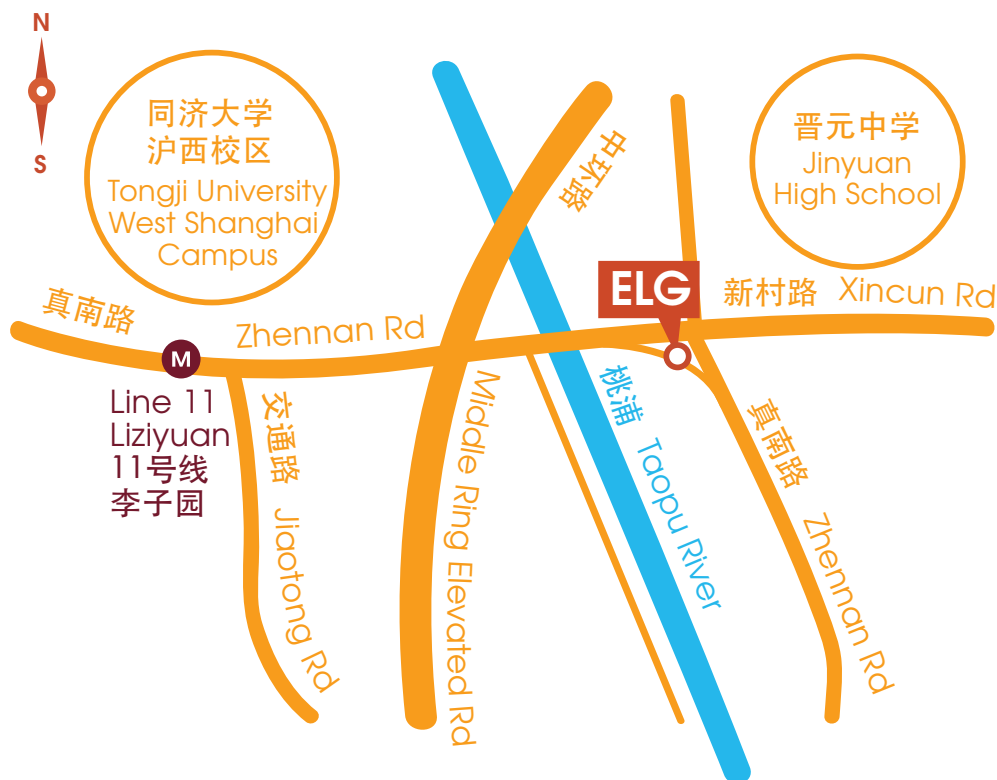 N
S
同济大学
沪西校区
Tongji University
West Shanghai
Campus
晋元中学
Jinyuan
High School
中环路
ELG
新村路 Xincun Rd
真南路 Zhennan Rd
M
Line 11
Liziyuan
11号线
李子园
交通路 Jiaotong Rd
Middle Ring Elevated Rd
桃浦 Taopu River
真南路 Zhennan Rd